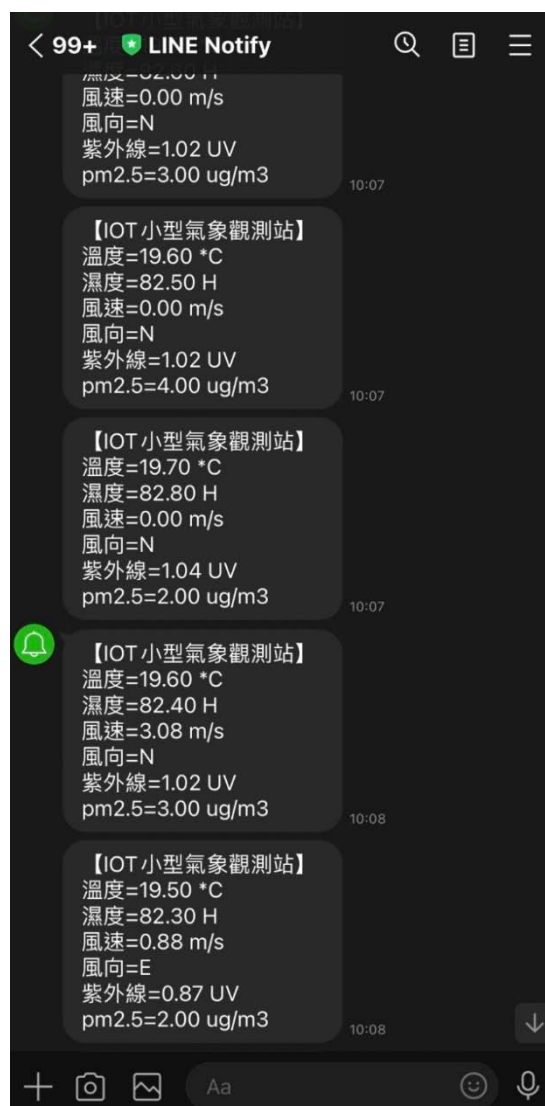 99+ LINE Notify
濕度=82.60 H
風速=0.00 m/s
風向=N
紫外線=1.02 UV
pm2.5=3.00 ug/m3
10:07
【IOT小型氣象觀測站】
溫度=19.60 *C
濕度=82.50 H
風速=0.00 m/s
風向=N
紫外線=1.02 UV
pm2.5=4.00 ug/m3
10:07
【IOT小型氣象觀測站】
溫度=19.70 *C
濕度=82.80 H
風速=0.00 m/s
風向=N
紫外線=1.04 UV
pm2.5=2.00 ug/m3
10:07
【IOT小型氣象觀測站】
溫度=19.60 *C
濕度=82.40 H
風速=3.08 m/s
風向=N
紫外線=1.02 UV
pm2.5=3.00 ug/m3
10:08
【IOT小型氣象觀測站】
溫度=19.50 *C
濕度=82.30 H
風速=0.88 m/s
風向=E
紫外線=0.87 UV
pm2.5=2.00 ug/m3
10:08
Aa